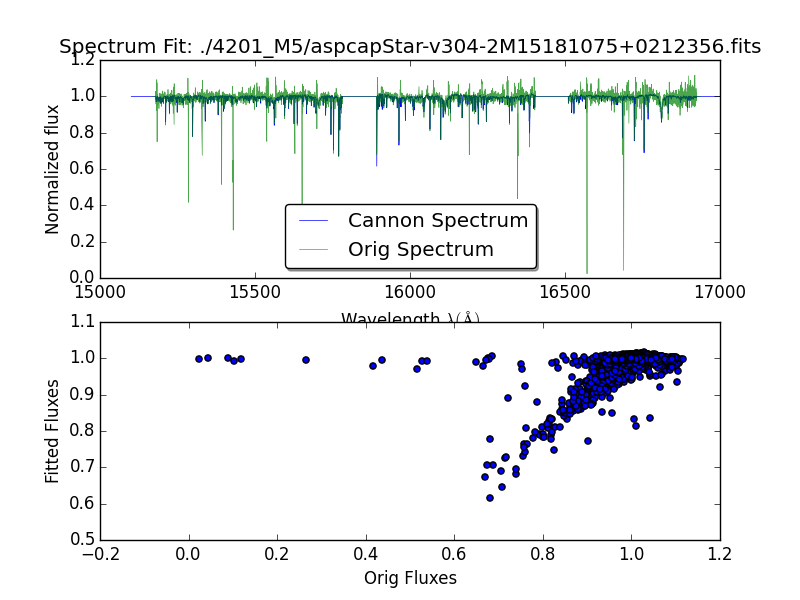 Spectrum Fit: ./4201_M5/aspcapStar-v304-2M15181075+0212356.fits
1.2
1.0
0.8
0.6
0.4
0.2
0.0
Normalized flux
Cannon Spectrum
Orig Spectrum
15000 15500 16000 16500 17000
Wavelength λ(Å)
1.1
1.0
0.9
0.8
0.7
0.6
0.5
Fitted Fluxes
−0.2 0.0 0.2 0.4 0.6 0.8 1.0 1.2
Orig Fluxes